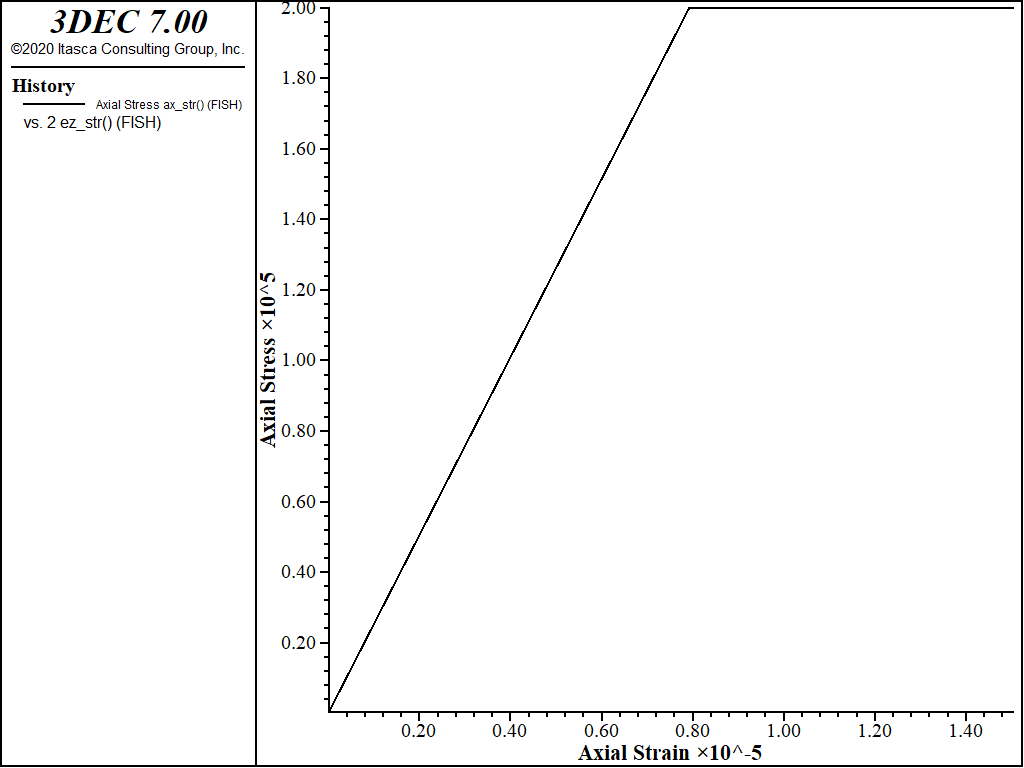 3DEC 7.00
©2020 Itasca Consulting Group, Inc.
History
Axial Stress ax_str() (FISH)
vs. 2 ez_str() (FISH)
2.00
1.80
1.60
1.40
1.20
1.00
0.80
0.60
0.40
0.20
Axial Stress ×10^5
0.20 0.40 0.60 0.80 1.00 1.20 1.40
Axial Strain ×10^-5